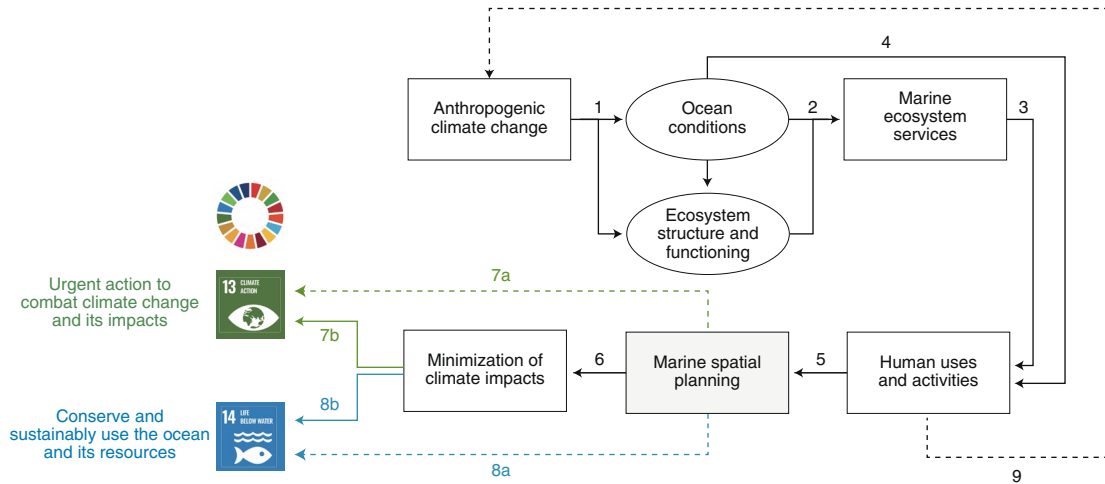 4
Anthropogenic
climate change
1
Ocean
conditions
2
Marine
ecosystem
services
3
Ecosystem
structure and
functioning
Urgent action to
combat climate change
and its impacts
13 CLIMATE
ACTION
7a
7b
Minimization of
climate impacts
6
Marine spatial
planning
5
Human uses
and activities
Conserve and
sustainably use the ocean
and its resources
14 LIFE
BELOW WATER
8b
8a
9